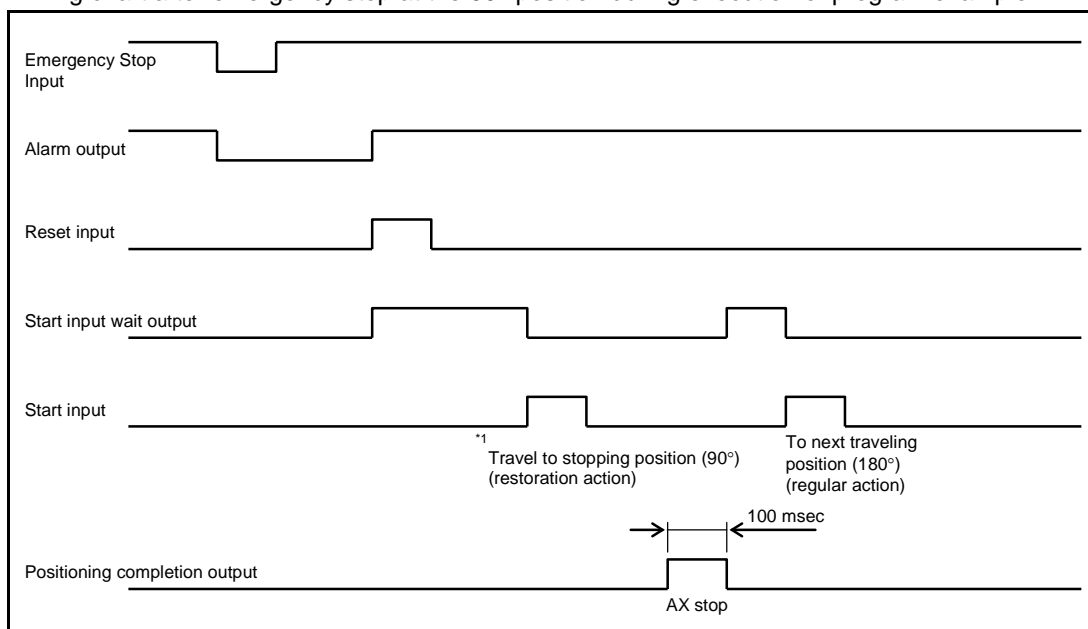 Emergency Stop
Input
Alarm output
Reset input
Start input wait output
Start input
*1
Travel to stopping position (90°)
(restoration action)
To next traveling
position (180°)
(regular action)
100 msec
Positioning completion output
AX stop